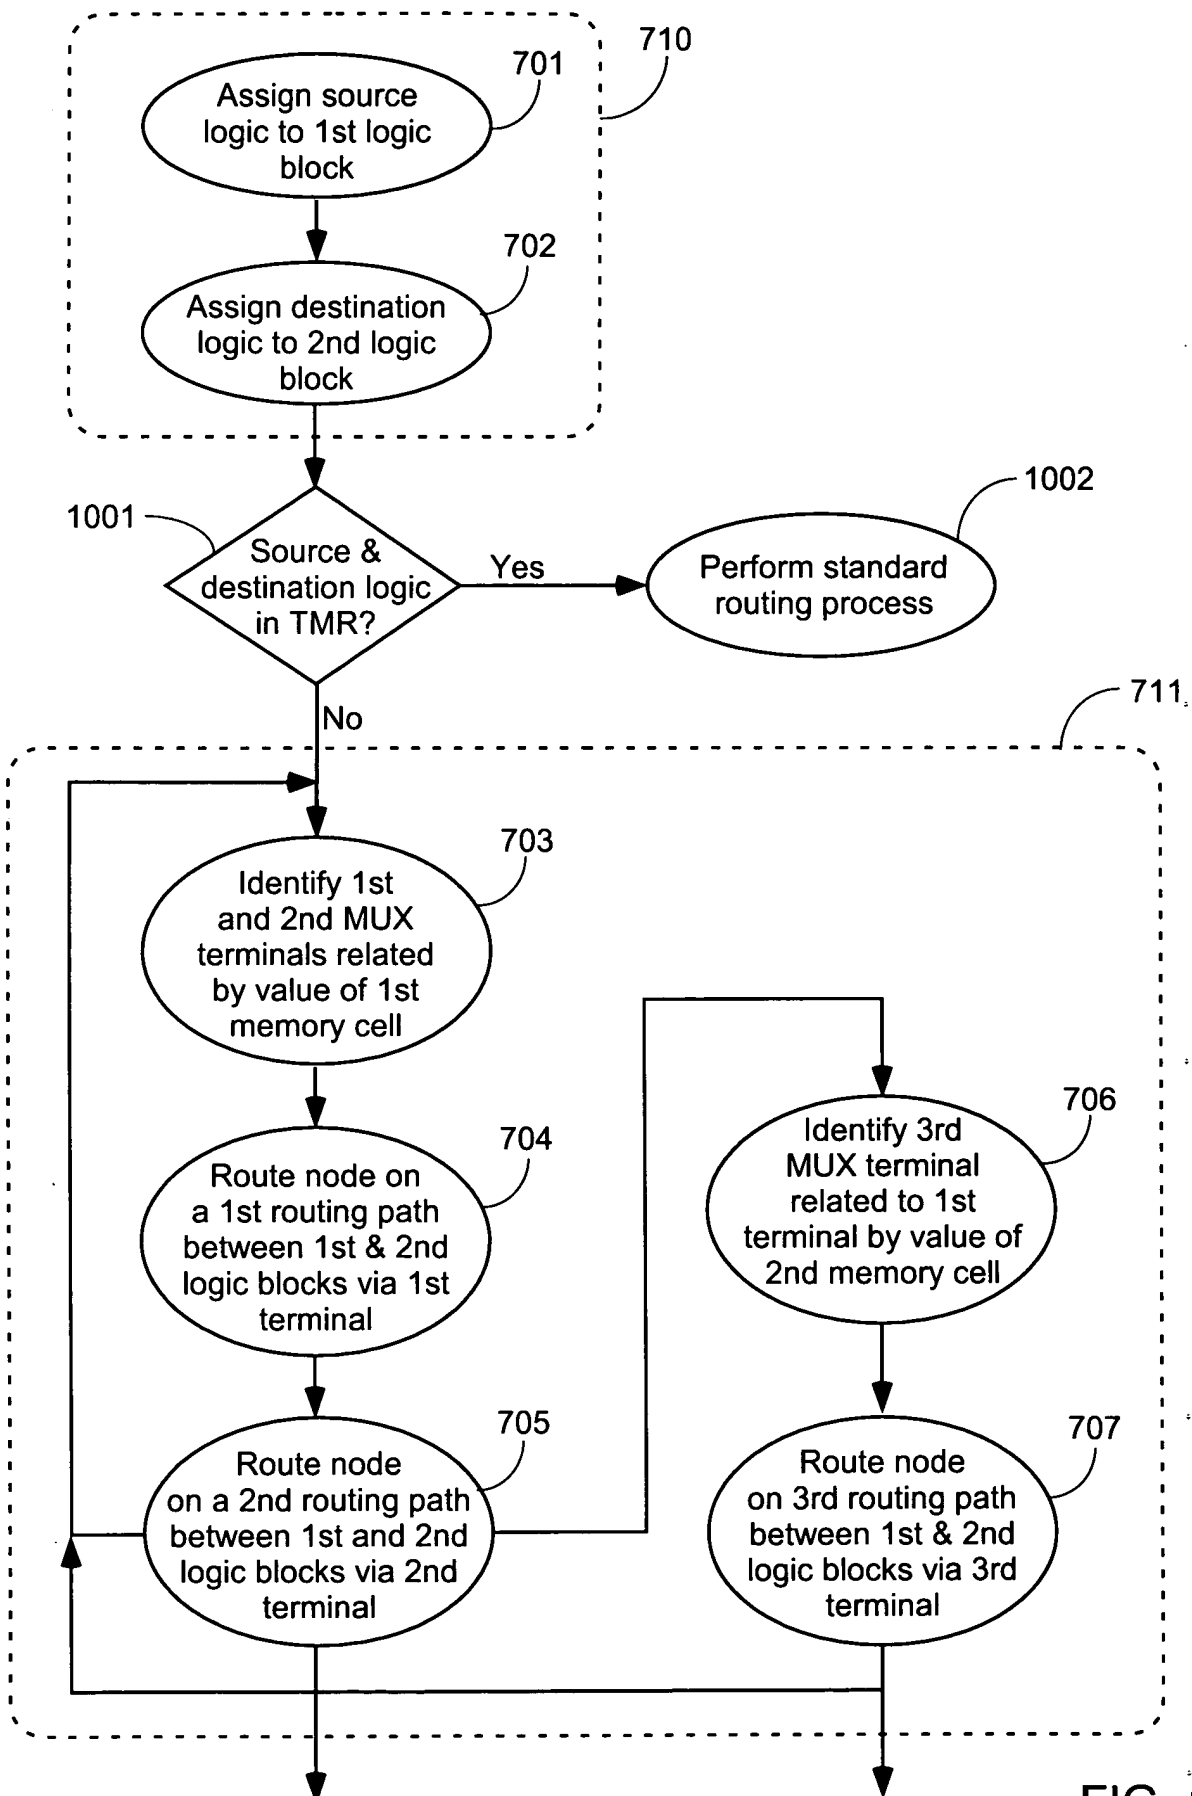 710
701
Assign source
logic to 1st logic
block
702
Assign destination
logic to 2nd logic
block
1001
Source &
destination logic
in TMR?
Yes
1002
Perform standard
routing process
No
711
703
Identify 1st
and 2nd MUX
terminals related
by value of 1st
memory cell
704
Route node on
a 1st routing path
between 1st & 2nd
logic blocks via 1st
terminal
705
Route node
on a 2nd routing path
between 1st and 2nd
logic blocks via 2nd
terminal
706
Identify 3rd
MUX terminal
related to 1st
terminal by value of
2nd memory cell
707
Route node
on 3rd routing path
between 1st & 2nd
logic blocks via 3rd
terminal
FIG.